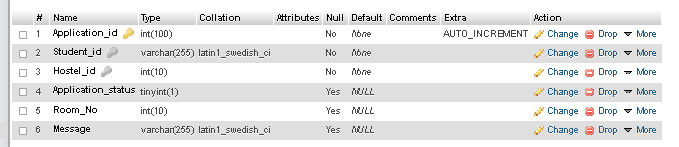 # Name Type Collation Attributes Null Default Comments Extra Action
1 Application_id int(100) No None AUTO_INCREMENT Change Drop More
2 Student_id varchar(255) latin1_swedish_ci No None Change Drop More
3 Hostel_id int(10) No None Change Drop More
4 Application_status tinyint(1) Yes NULL Change Drop More
5 Room_No int(10) Yes NULL Change Drop More
6 Message varchar(255) latin1_swedish_ci Yes NULL Change Drop More